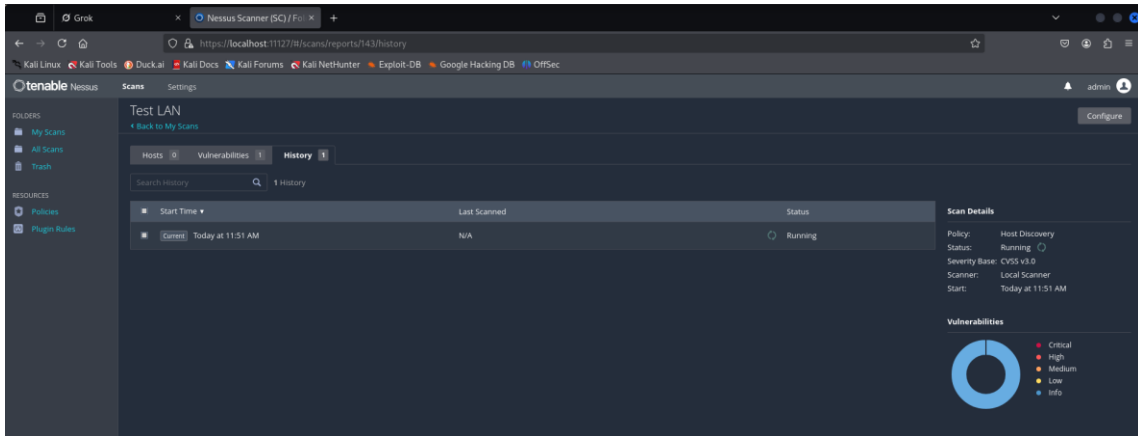 Grok
Nessus Scanner (SC) / Fol
https://localhost:11127/#/scans/reports/143/history
Kali Linux Kali Tools Duck.ai Kali Docs Kali Forums Kali NetHunter Exploit-DB Google Hacking DB OffSec
tenable Nessus Scans Settings admin
FOLDERS
My Scans
All Scans
Trash
RESOURCES
Policies
Plugin Rules
Test LAN
Back to My Scans
Configure
Hosts 0 Vulnerabilities 1 History 1
Search History 1 History
Start Time Last Scanned Status
Current Today at 11:51 AM N/A Running
Scan Details
Policy: Host Discovery
Status: Running
Severity Base: CVSS v3.0
Scanner: Local Scanner
Start: Today at 11:51 AM
Vulnerabilities
Critical
High
Medium
Low
Info